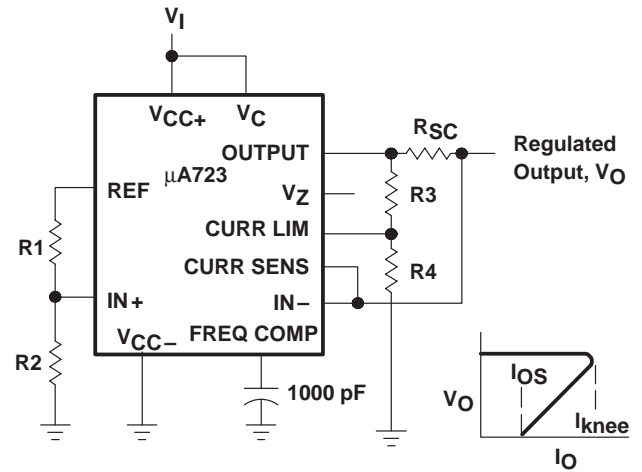 VI
VCC+
VC
OUTPUT
RSC
Regulated
Output, VO
μA723
REF
VZ
R3
CURR LIM
R1
CURR SENS
R4
IN+
IN−
VCC−
FREQ COMP
R2
1000 pF
IOS
VO
Iknee
IO